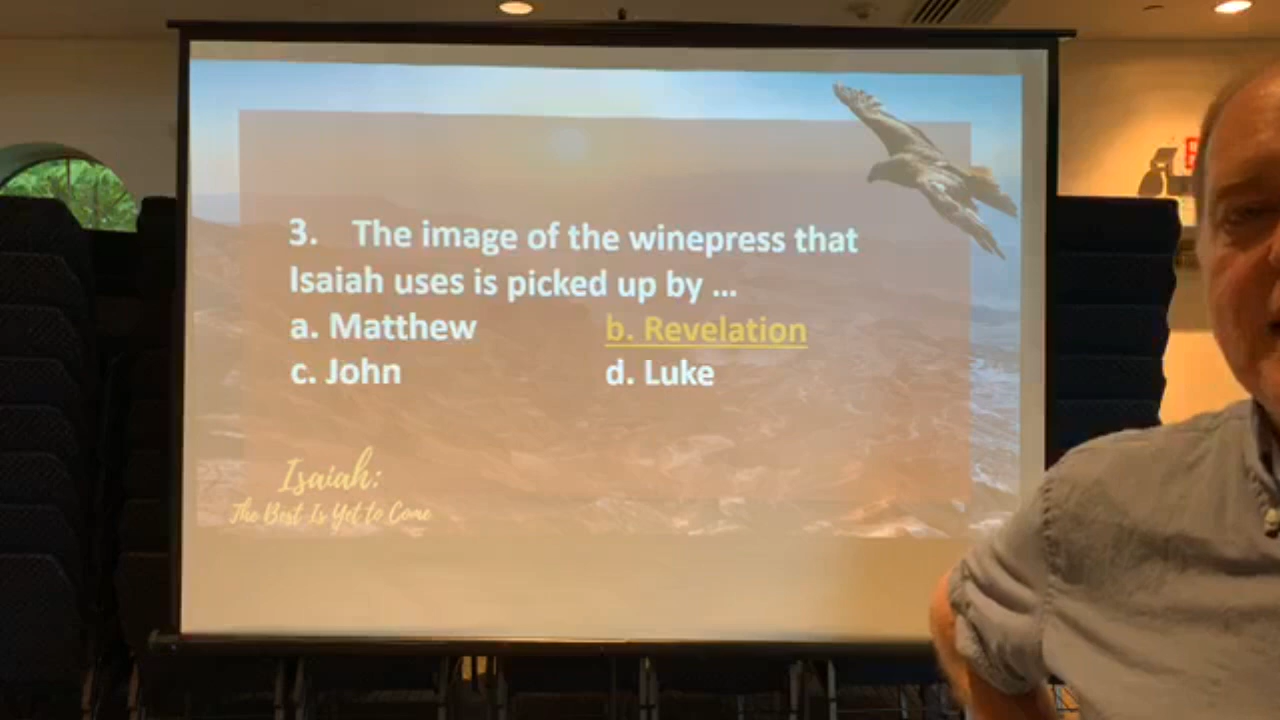 3. The image of the winepress that
Isaiah uses is picked up by ...
a. Matthew b. Revelation
c. John d. Luke
Isaiah:
The Best Is Yet to Come